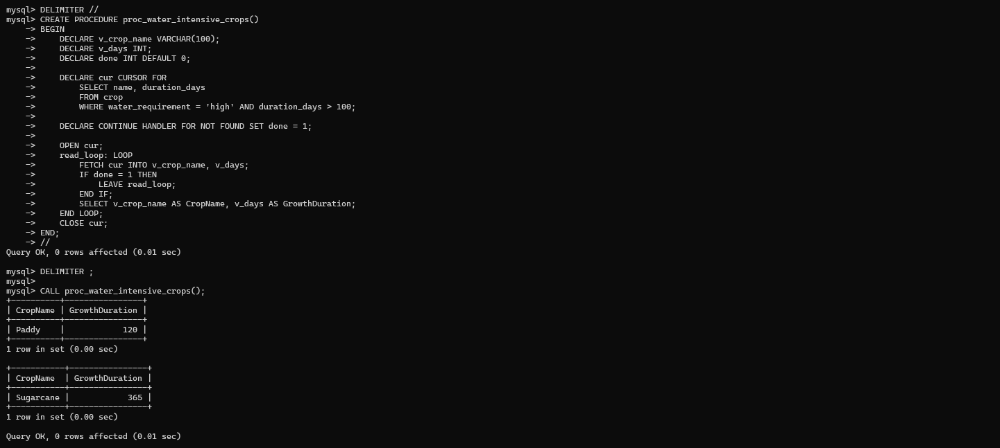 mysql> DELIMITER //
mysql> CREATE PROCEDURE proc_water_intensive_crops()
    -> BEGIN
    ->     DECLARE v_crop_name VARCHAR(100);
    ->     DECLARE v_days INT;
    ->     DECLARE done INT DEFAULT 0;
    ->
    ->     DECLARE cur CURSOR FOR
    ->         SELECT name, duration_days
    ->         FROM crop
    ->         WHERE water_requirement = 'high' AND duration_days > 100;
    ->
    ->     DECLARE CONTINUE HANDLER FOR NOT FOUND SET done = 1;
    ->
    ->     OPEN cur;
    ->     read_loop: LOOP
    ->         FETCH cur INTO v_crop_name, v_days;
    ->         IF done = 1 THEN
    ->             LEAVE read_loop;
    ->         END IF;
    ->         SELECT v_crop_name AS CropName, v_days AS GrowthDuration;
    ->     END LOOP;
    ->     CLOSE cur;
    -> END;
    -> //
Query OK, 0 rows affected (0.01 sec)

mysql> DELIMITER ;
mysql>
mysql> CALL proc_water_intensive_crops();
+----------+----------------+
| CropName | GrowthDuration |
+----------+----------------+
| Paddy    |            120 |
+----------+----------------+
1 row in set (0.00 sec)

+-----------+----------------+
| CropName  | GrowthDuration |
+-----------+----------------+
| Sugarcane |            365 |
+-----------+----------------+
1 row in set (0.00 sec)

Query OK, 0 rows affected (0.01 sec)